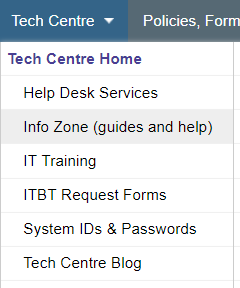 Tech Centre Policies, Form
Tech Centre Home
Help Desk Services
Info Zone (guides and help)
IT Training
ITBT Request Forms
System IDs & Passwords
Tech Centre Blog